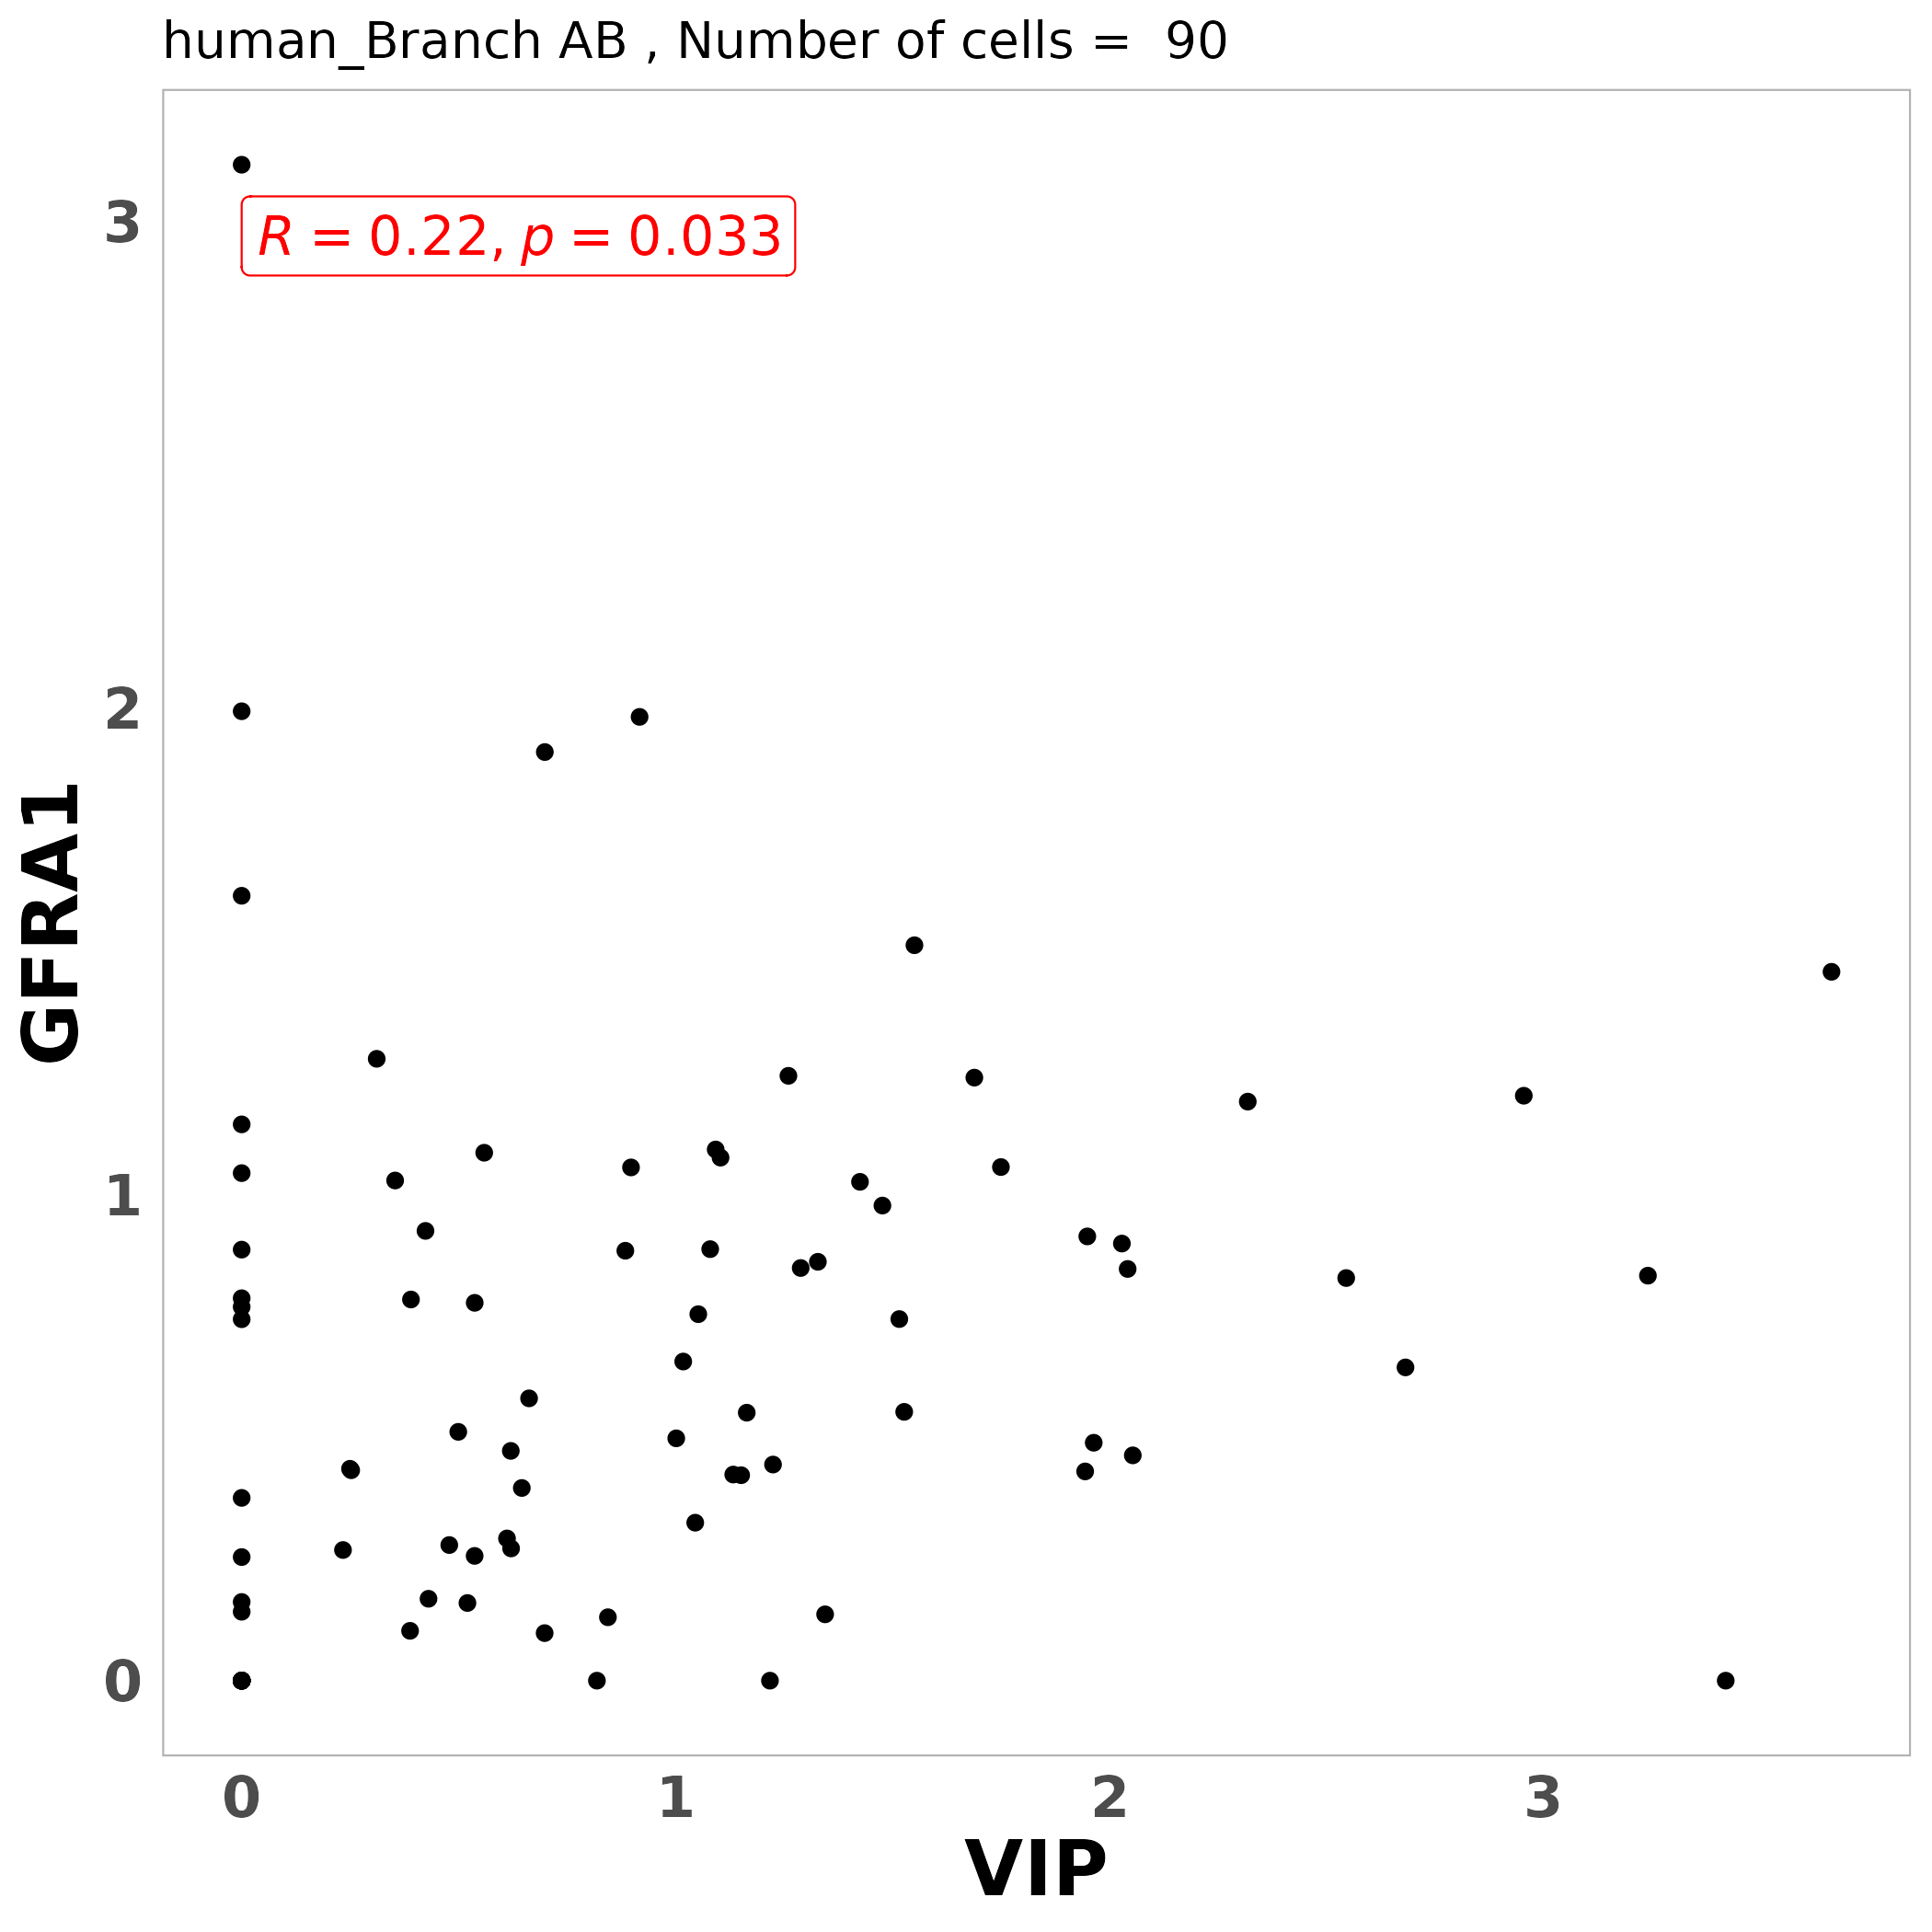 human_Branch AB , Number of cells =  90
R = 0.22, p = 0.033
3
2
1
0
GFRA1
0 1 2 3
VIP